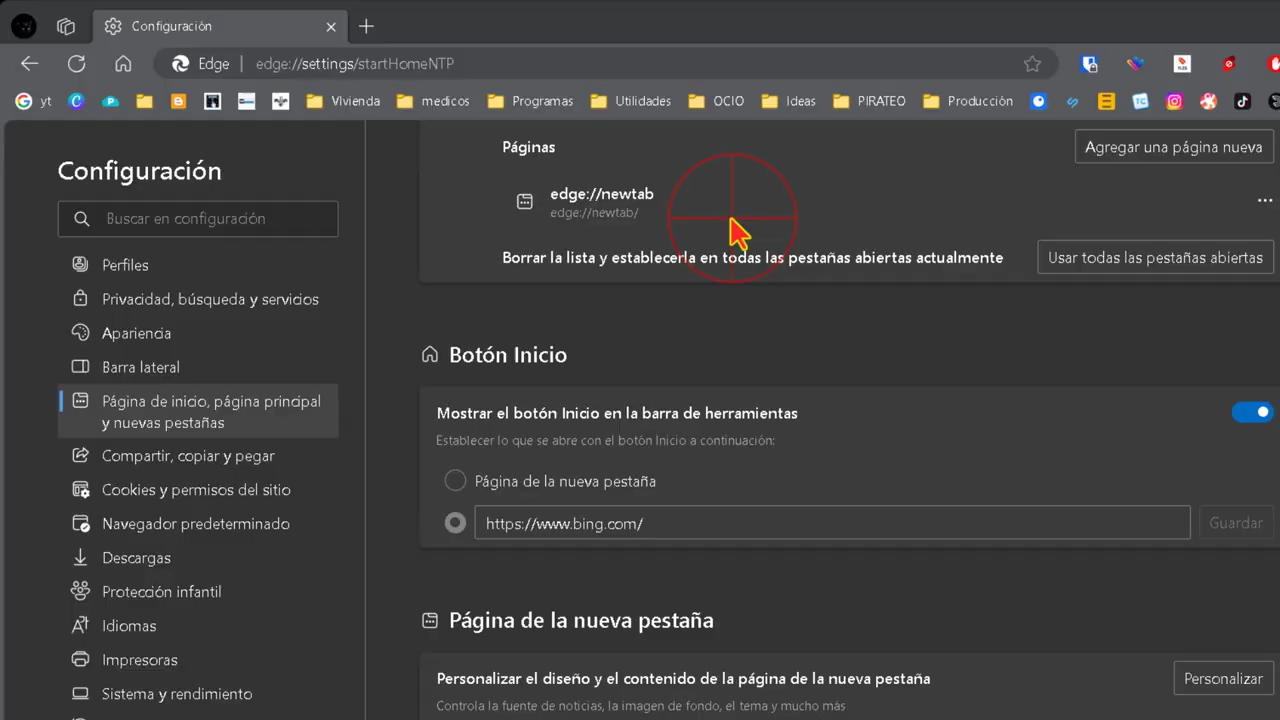 Configuración
Edge
edge://settings/startHomeNTP
yt
VIvienda
medicos
Programas
Utilidades
OCIO
Ideas
PIRATEO
Producción
Configuración
Buscar en configuración
Perfiles
Privacidad, búsqueda y servicios
Apariencia
Barra lateral
Página de inicio, página principal
y nuevas pestañas
Compartir, copiar y pegar
Cookies y permisos del sitio
Navegador predeterminado
Descargas
Protección infantil
Idiomas
Impresoras
Sistema y rendimiento
Páginas
Agregar una página nueva
edge://newtab
edge://newtab/
Borrar la lista y establecerla en todas las pestañas abiertas actualmente
Usar todas las pestañas abiertas
Botón Inicio
Mostrar el botón Inicio en la barra de herramientas
Establecer lo que se abre con el botón Inicio a continuación:
Página de la nueva pestaña
https://www.bing.com/
Guardar
Página de la nueva pestaña
Personalizar el diseño y el contenido de la página de la nueva pestaña
Personalizar
Controla la fuente de noticias, la imagen de fondo, el tema y mucho más